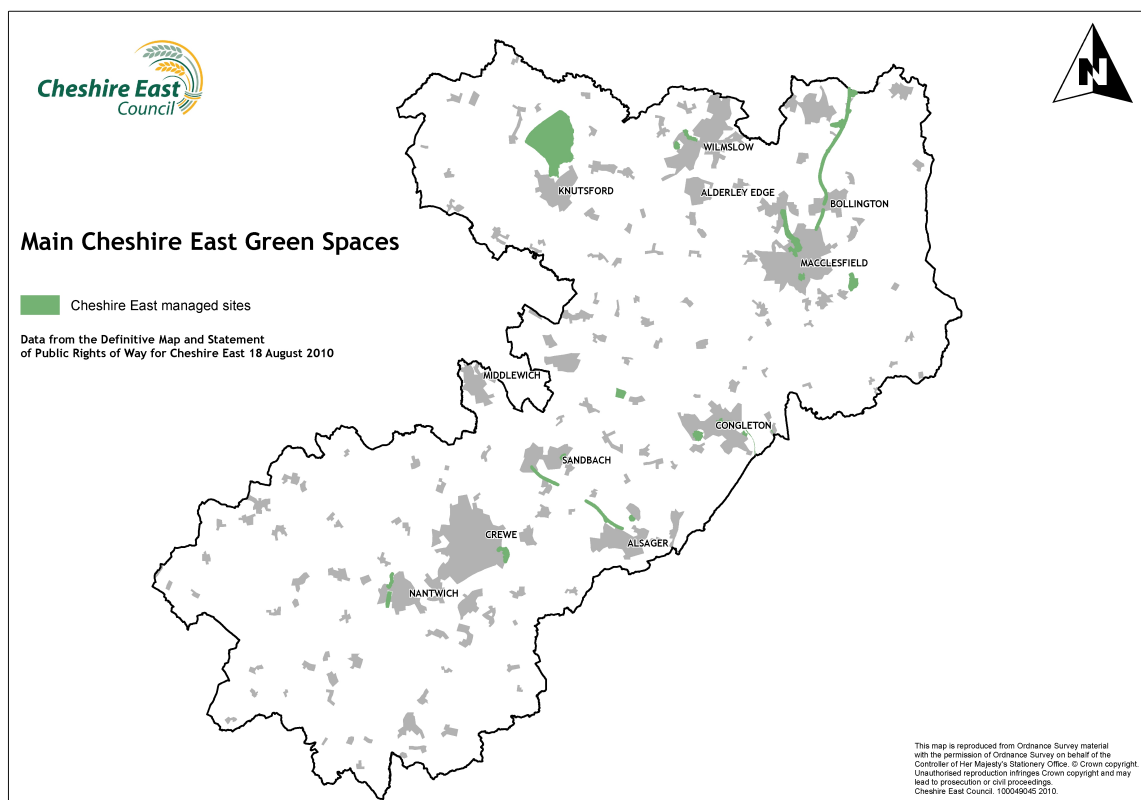 Cheshire East
Council
N
WILMSLOW
KNUTSFORD
ALDERLEY EDGE
BOLLINGTON
Main Cheshire East Green Spaces
MACCLESFIELD
Cheshire East managed sites
Data from the Definitive Map and Statement
of Public Rights of Way for Cheshire East 18 August 2010
MIDDLEWICH
CONGLETON
SANDBACH
CREWE
ALSAGER
NANTWICH
This map is reproduced from Ordnance Survey material
with the permission of Ordnance Survey on behalf of the
Controller of Her Majesty's Stationery Office. © Crown copyright.
Unauthorised reproduction infringes Crown copyright and may
lead to prosecution or civil proceedings.
Cheshire East Council. 100049045 2010.